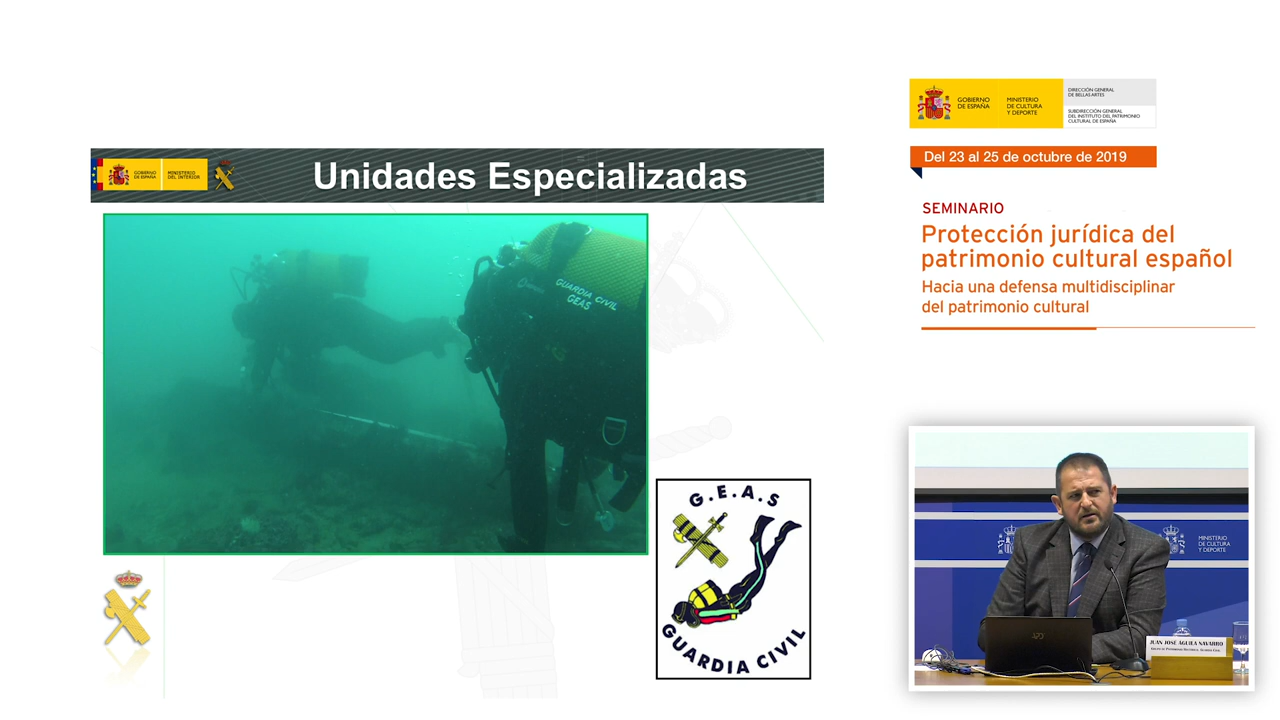 GOBIERNO
DE ESPAÑA
MINISTERIO
DEL INTERIOR
Unidades Especializadas
GUARDIA CIVIL
GEAS
G.E.A.S
GUARDIA CIVIL
GOBIERNO
DE ESPAÑA
MINISTERIO
DE CULTURA
Y DEPORTE
DIRECCIÓN GENERAL
DE BELLAS ARTES
SUBDIRECCIÓN GENERAL
DEL INSTITUTO DEL PATRIMONIO
CULTURAL DE ESPAÑA
Del 23 al 25 de octubre de 2019
SEMINARIO
Protección jurídica del
patrimonio cultural español
Hacia una defensa multidisciplinar
del patrimonio cultural
MINISTERIO
DE CULTURA
Y DEPORTE
JUAN JOSÉ ÁGUILA NAVARRO